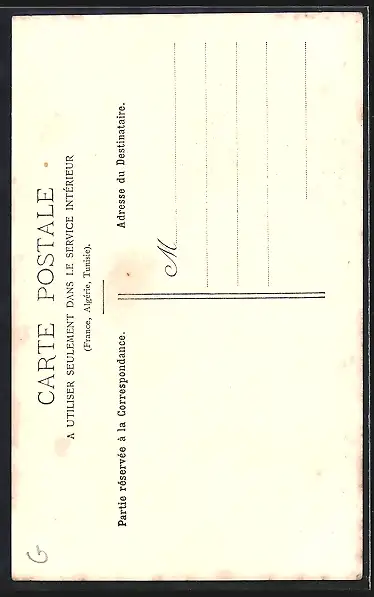 CARTE POSTALE
A UTILISER SEULEMENT DANS LE SERVICE INTÉRIEUR
(France, Algérie, Tunisie).
Partie réservée à la Correspondance.
Adresse du Destinataire.
M
G